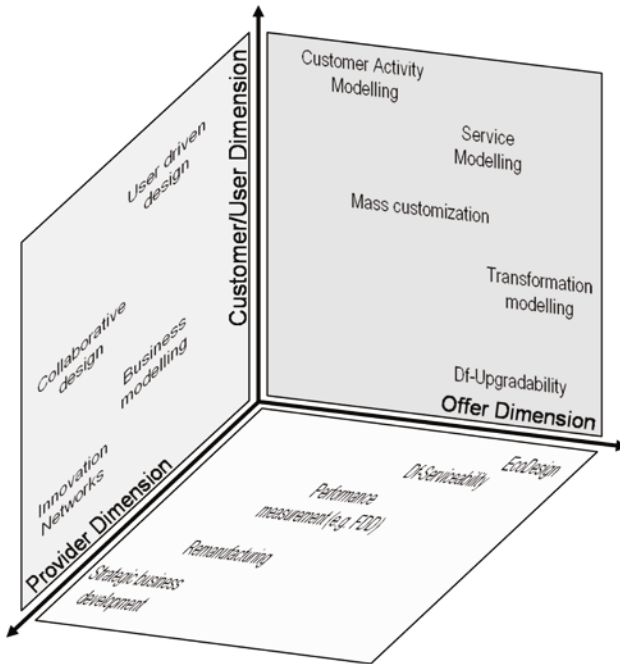 Customer/User Dimension
User driven
design
Collaborative
design
Business
modelling
Innovation
Networks
Provider Dimension
Customer Activity
Modelling
Service
Modelling
Mass customization
Transformation
modelling
Df-Upgradability
Offer Dimension
EcoDesign
Df-Serviceability
Performance
measurement (e.g. FDD)
Remanufacturing
Strategic business
development